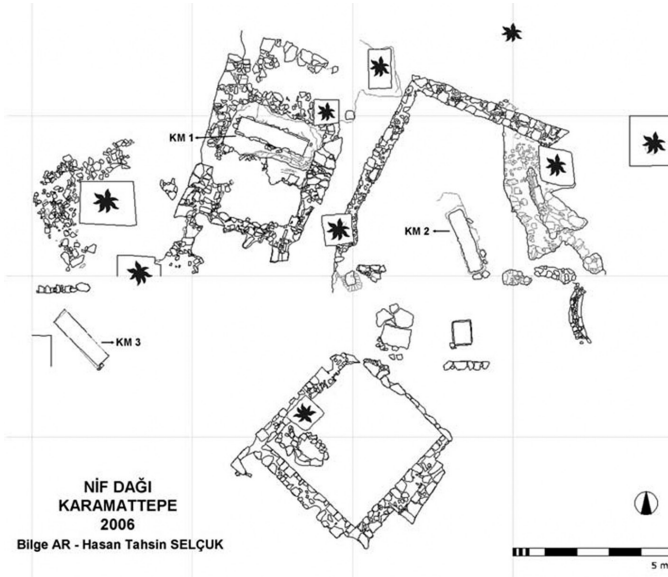 KM 1
KM 2
KM 3
NİF DAĞI
KARAMATTEPE
2006
Bilge AR - Hasan Tahsin SELÇUK
5 m